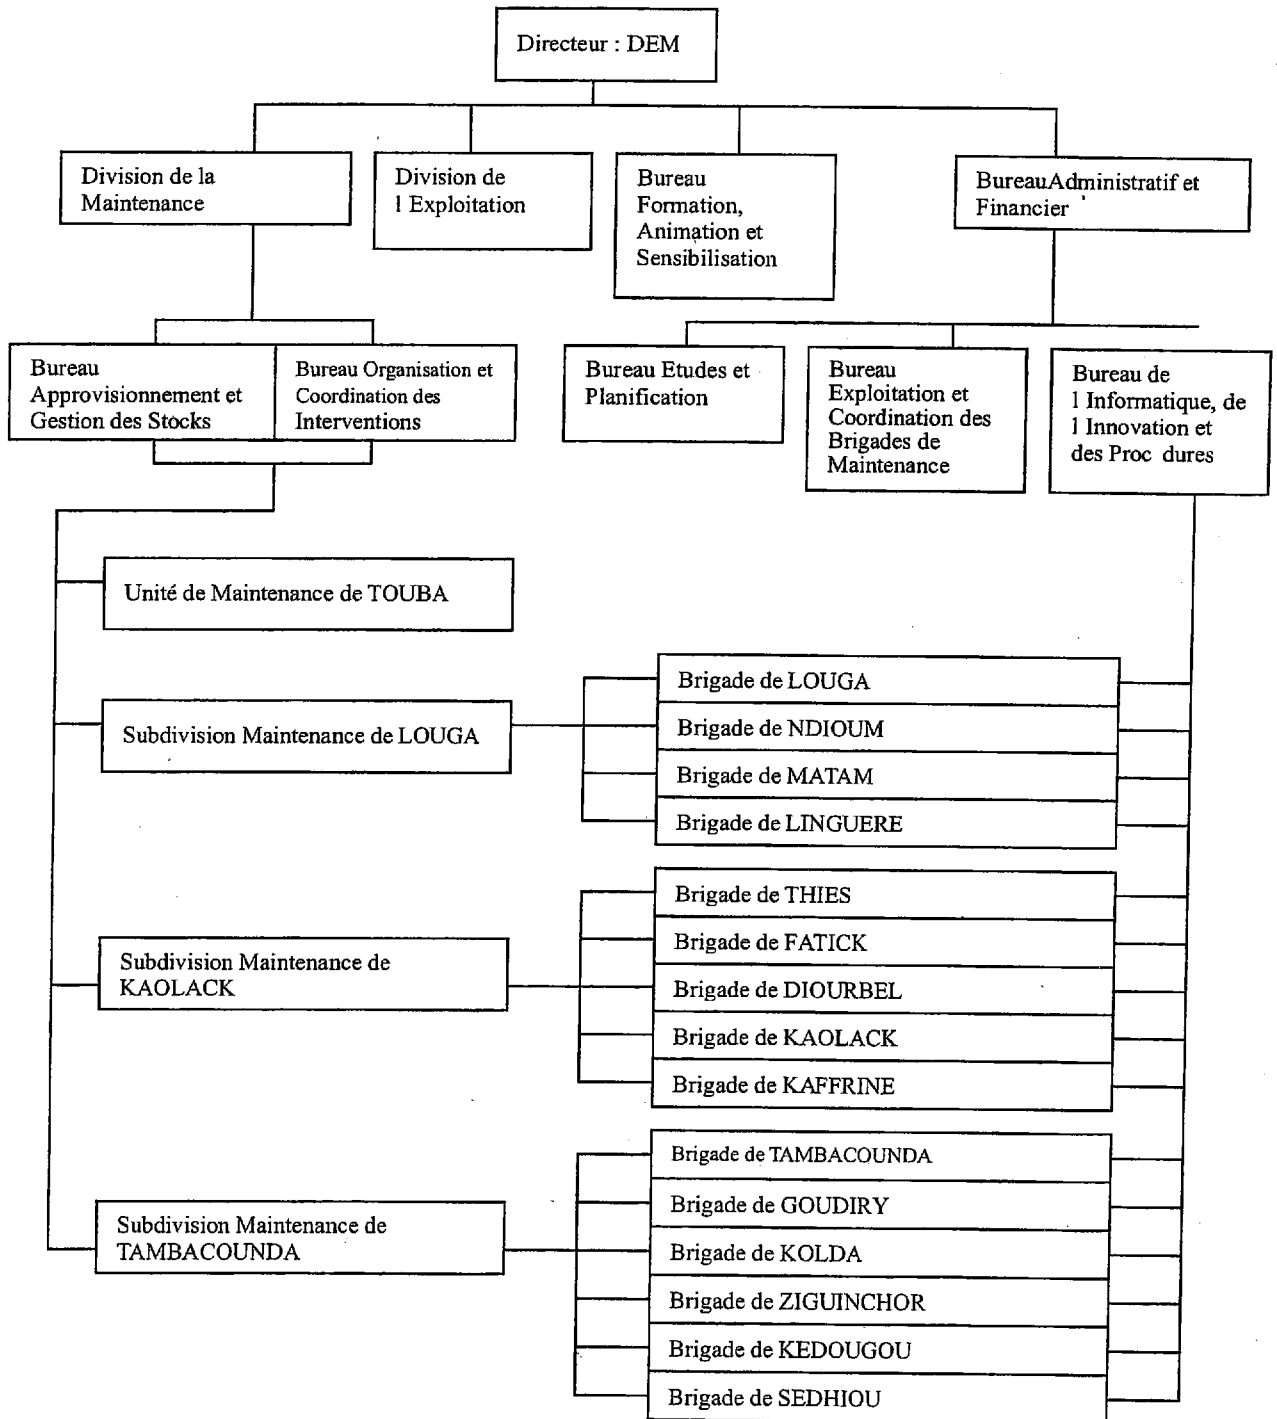 Directeur : DEM
Division de la
Maintenance
Division de
l Exploitation
Bureau
Formation,
Animation et
Sensibilisation
BureauAdministratif et
Financier
Bureau
Approvisionnement et
Gestion des Stocks
Bureau Organisation et
Coordination des
Interventions
Bureau Etudes et
Planification
Bureau
Exploitation et
Coordination des
Brigades de
Maintenance
Bureau de
l Informatique, de
l Innovation et
des Proc dures
Unité de Maintenance de TOUBA
Subdivision Maintenance de LOUGA
Brigade de LOUGA
Brigade de NDIOUM
Brigade de MATAM
Brigade de LINGUERE
Subdivision Maintenance de
KAOLACK
Brigade de THIES
Brigade de FATICK
Brigade de DIOURBEL
Brigade de KAOLACK
Brigade de KAFFRINE
Subdivision Maintenance de
TAMBACOUNDA
Brigade de TAMBACOUNDA
Brigade de GOUDIRY
Brigade de KOLDA
Brigade de ZIGUINCHOR
Brigade de KEDOUGOU
Brigade de SEDHIOU